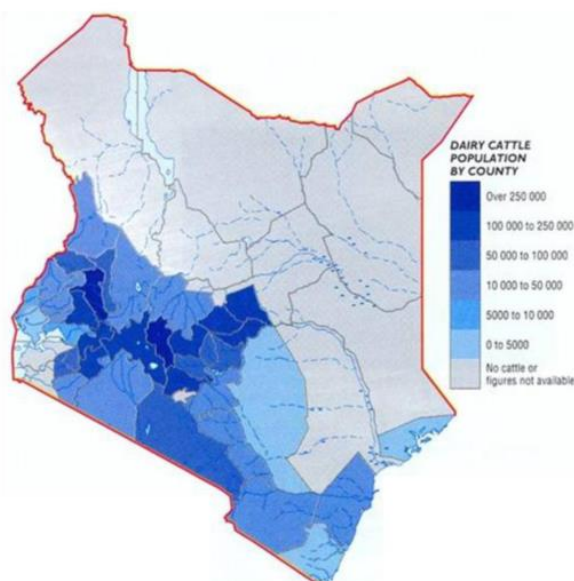 DAIRY CATTLE
POPULATION
BY COUNTY
Over 250 000
100 000 to 250 000
50 000 to 100 000
10 000 to 50 000
5000 to 10 000
0 to 5000
No cattle or
figures not available